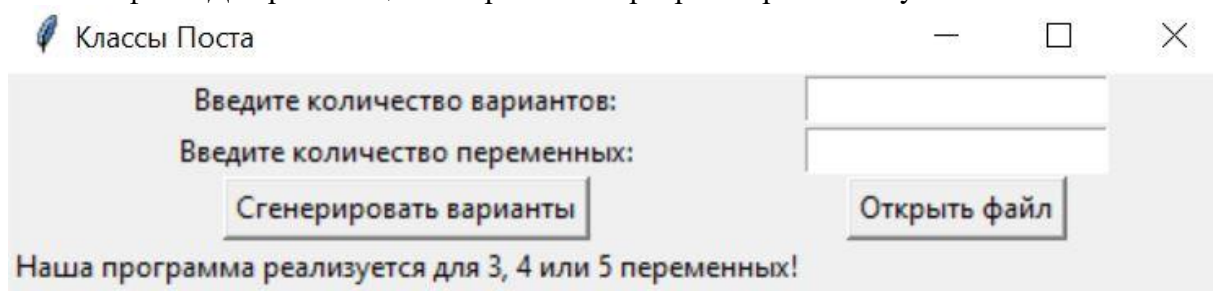 Классы Поста
Введите количество вариантов:
Введите количество переменных:
Сгенерировать варианты Открыть файл
Наша программа реализуется для 3, 4 или 5 переменных!